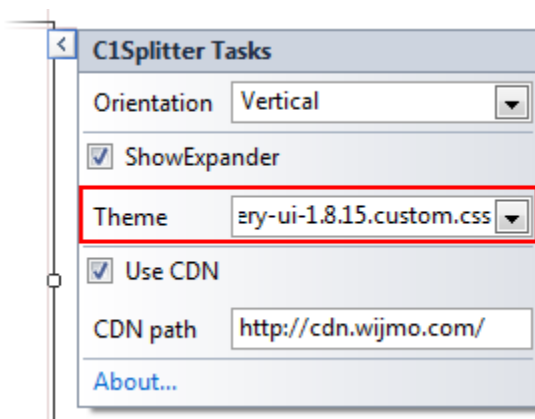 C1Splitter Tasks
Orientation Vertical
ShowExpander
Theme ery-ui-1.8.15.custom.css
Use CDN
CDN path http://cdn.wijmo.com/
About...